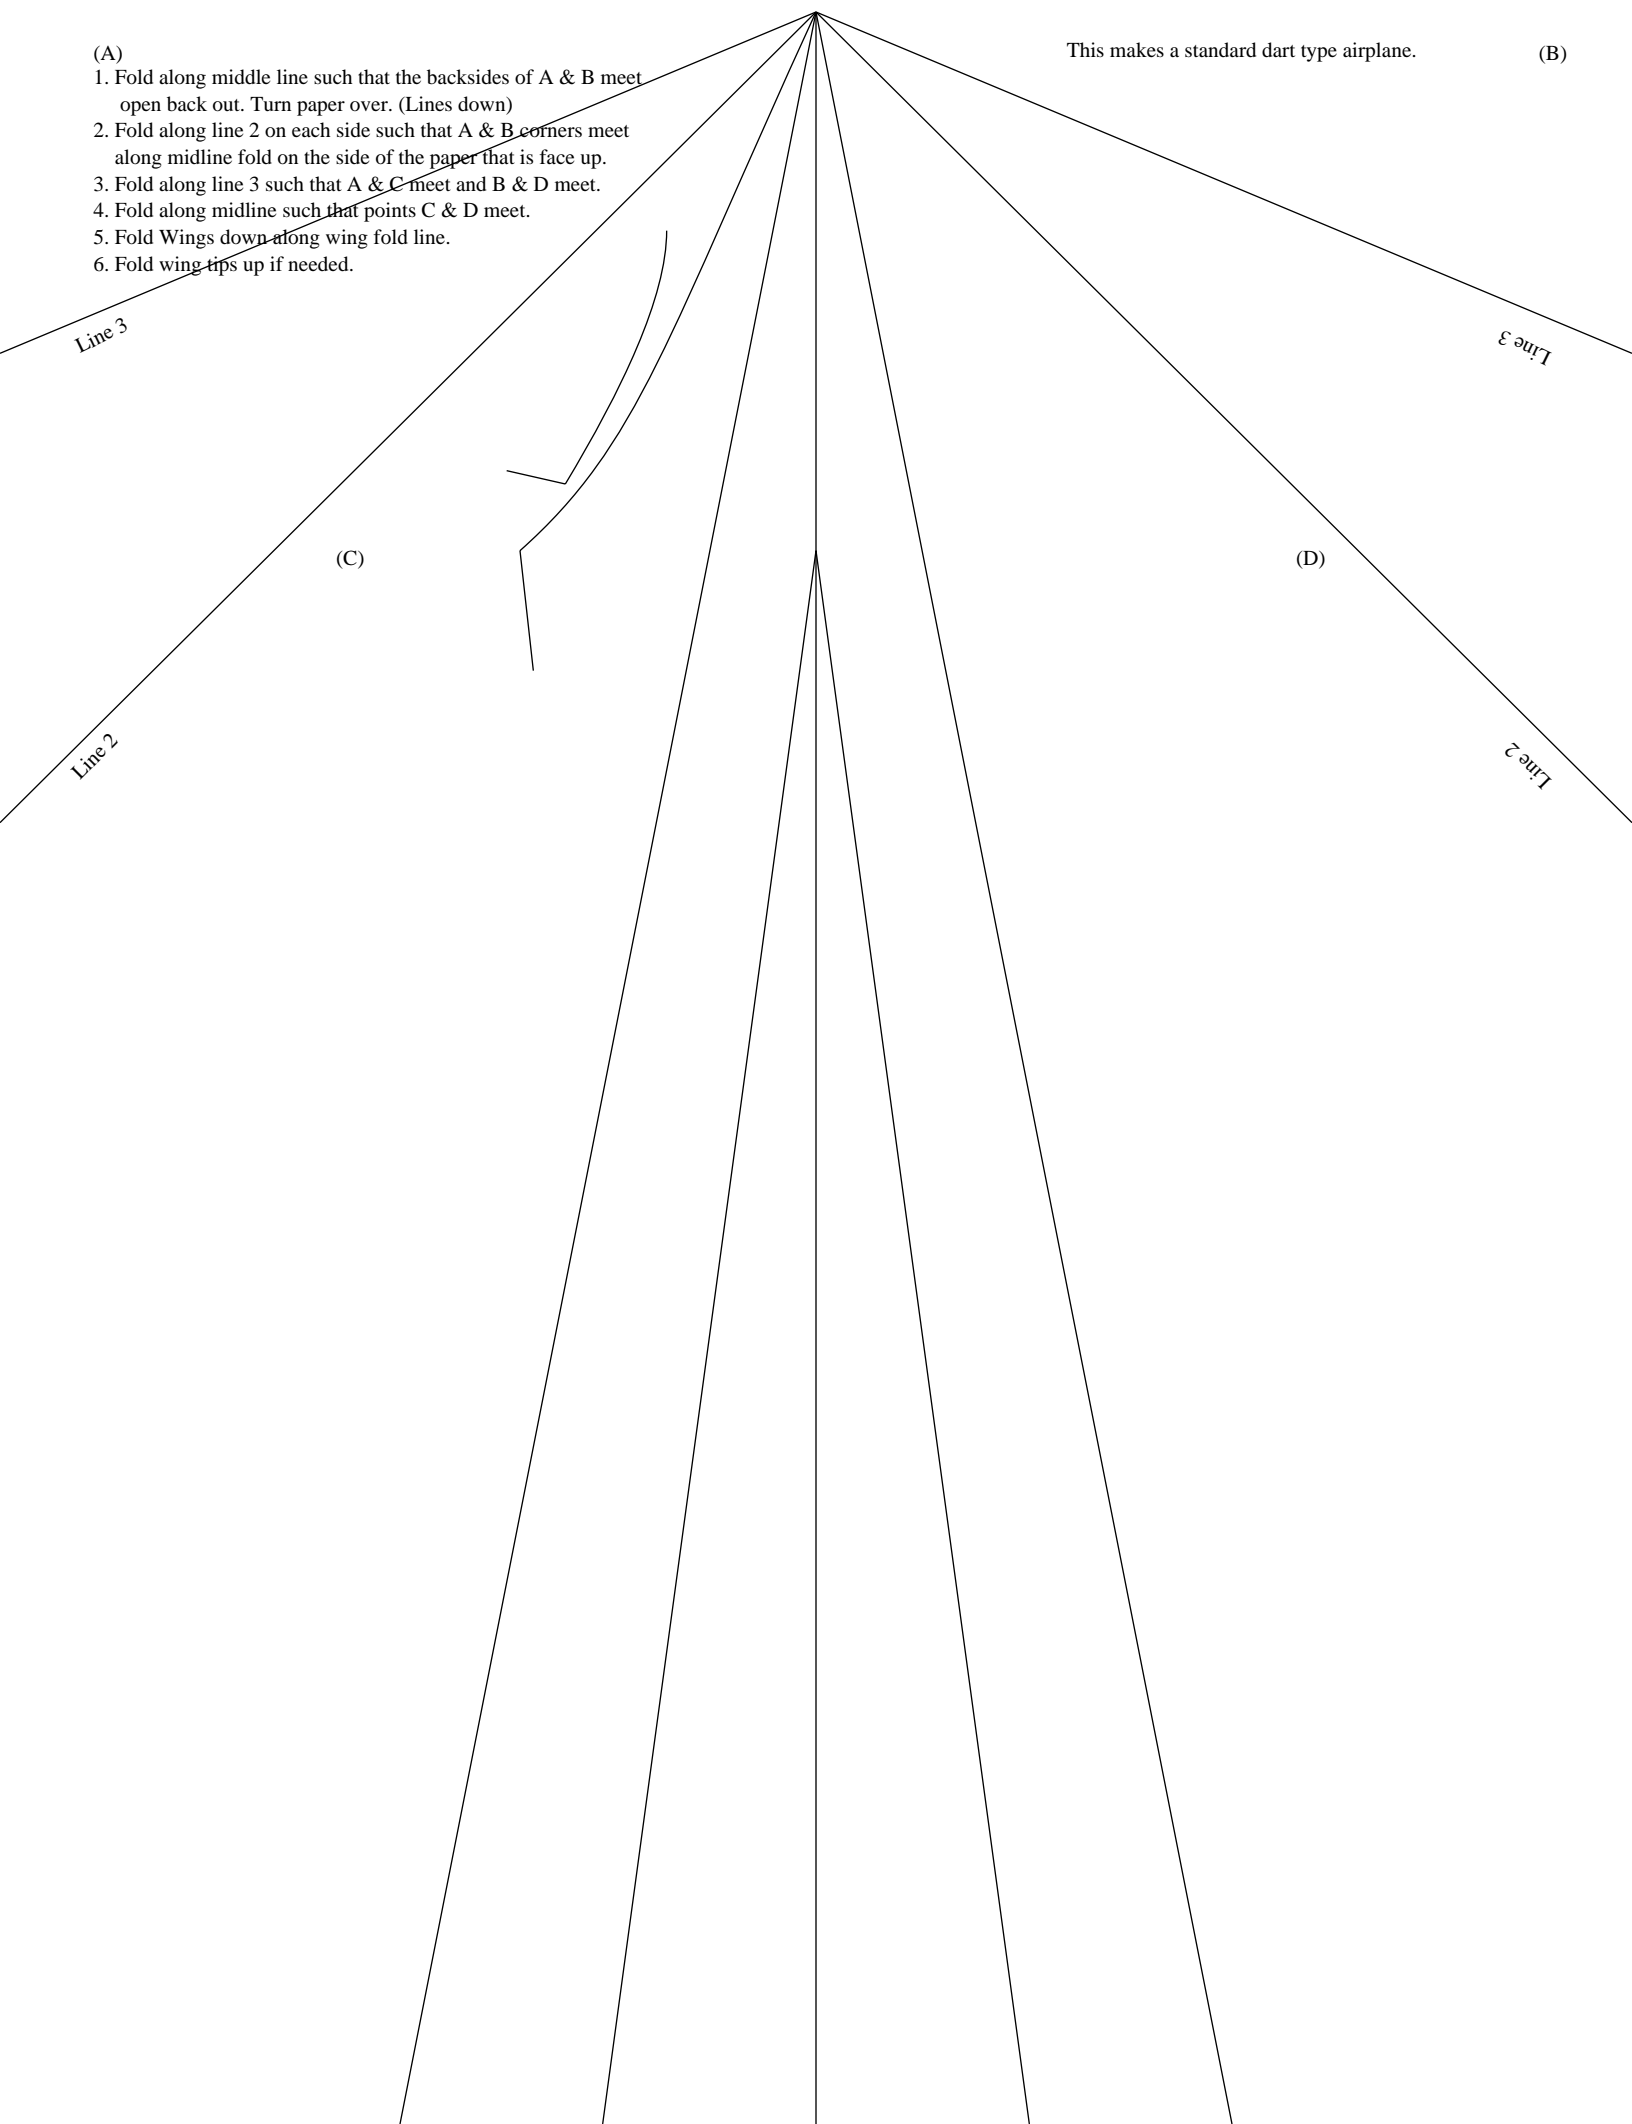 This makes a standard dart type airplane.
(A)
(B)
1. Fold along middle line such that the backsides of A & B meet
open back out. Turn paper over. (Lines down)
2. Fold along line 2 on each side such that A & B corners meet
along midline fold on the side of the paper that is face up.
3. Fold along line 3 such that A & C meet and B & D meet.
4. Fold along midline such that points C & D meet.
5. Fold Wings down along wing fold line.
6. Fold wing tips up if needed.
Line 3
Line 3
(C)
(D)
Line 2
Line 2